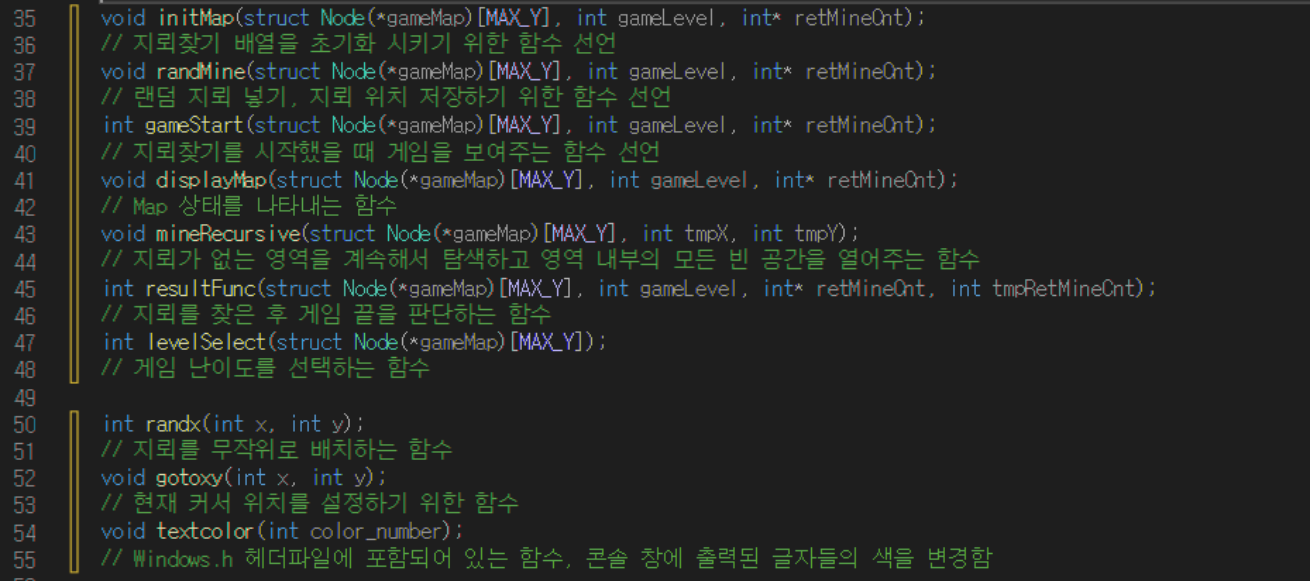 35 void initMap(struct Node(*gameMap)[MAX_Y], int gameLevel, int* retMineCnt);
36 // 지뢰찾기 배열을 초기화 시키기 위한 함수 선언
37 void randMine(struct Node(*gameMap)[MAX_Y], int gameLevel, int* retMineCnt);
38 // 랜덤 지뢰 넣기, 지뢰 위치 저장하기 위한 함수 선언
39 int gameStart(struct Node(*gameMap)[MAX_Y], int gameLevel, int* retMineCnt);
40 // 지뢰찾기를 시작했을 때 게임을 보여주는 함수 선언
41 void displayMap(struct Node(*gameMap)[MAX_Y], int gameLevel, int* retMineCnt);
42 // Map 상태를 나타내는 함수
43 void mineRecursive(struct Node(*gameMap)[MAX_Y], int tmpX, int tmpY);
44 // 지뢰가 없는 영역을 계속해서 탐색하고 영역 내부의 모든 빈 공간을 열어주는 함수
45 int resultFunc(struct Node(*gameMap)[MAX_Y], int gameLevel, int* retMineCnt, int tmpRetMineCnt);
46 // 지뢰를 찾은 후 게임 끝을 판단하는 함수
47 int levelSelect(struct Node(*gameMap)[MAX_Y]);
48 // 게임 난이도를 선택하는 함수
49
50 int randx(int x, int y);
51 // 지뢰를 무작위로 배치하는 함수
52 void gotoxy(int x, int y);
53 // 현재 커서 위치를 설정하기 위한 함수
54 void textcolor(int color_number);
55 // Windows.h 헤더파일에 포함되어 있는 함수, 콘솔 창에 출력된 글자들의 색을 변경함